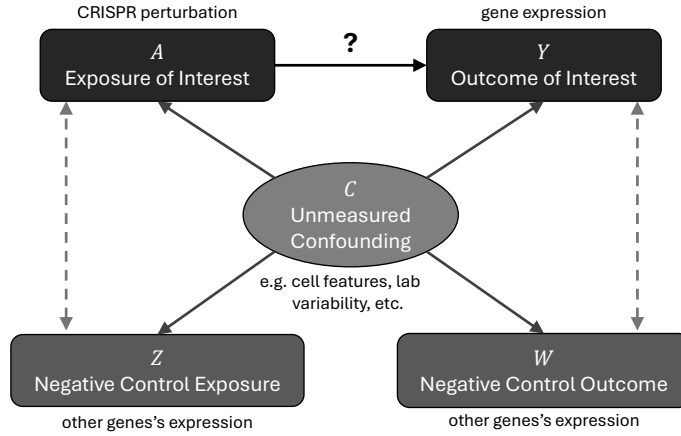 CRISPR perturbation
gene expression
A
Exposure of Interest
?
Y
Outcome of Interest
C
Unmeasured
Confounding
e.g. cell features, lab
variability, etc.
Z
Negative Control Exposure
other genes's expression
W
Negative Control Outcome
other genes's expression